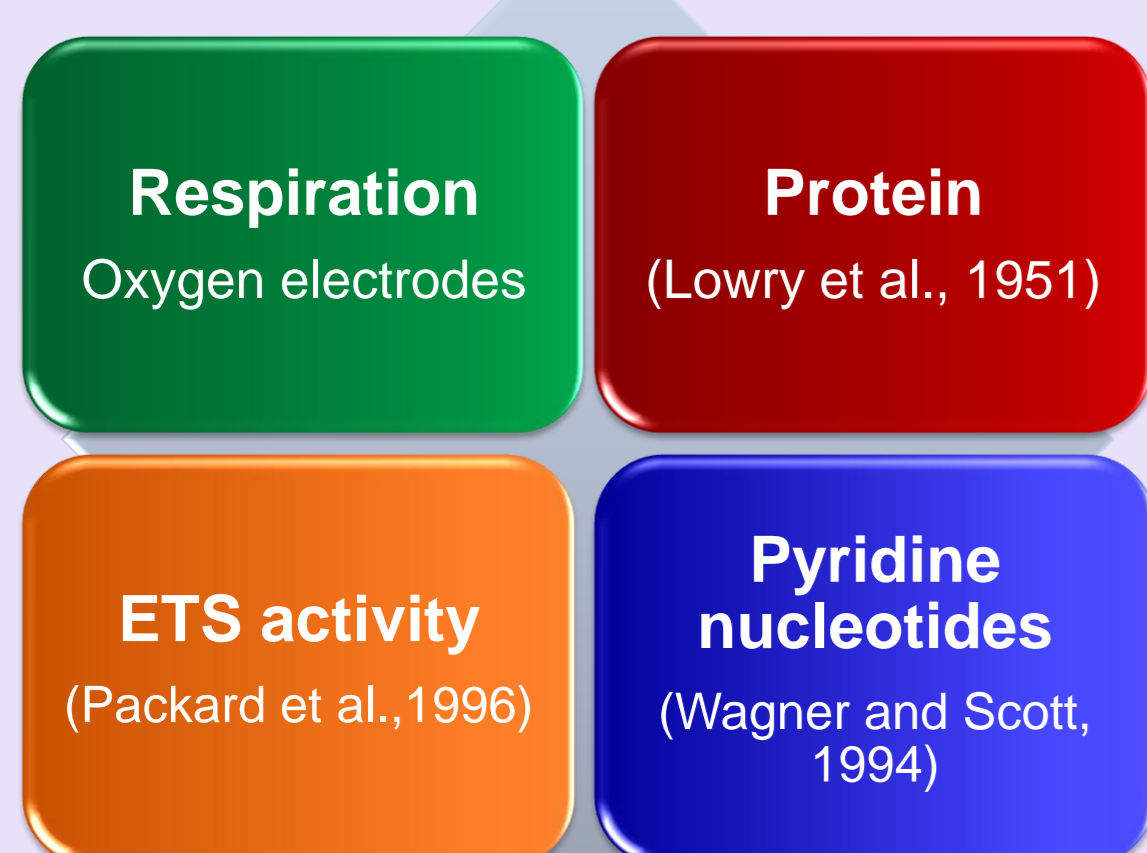 Respiration
Oxygen electrodes
Protein
(Lowry et al., 1951)
ETS activity
(Packard et al.,1996)
Pyridine
nucleotides
(Wagner and Scott,
1994)